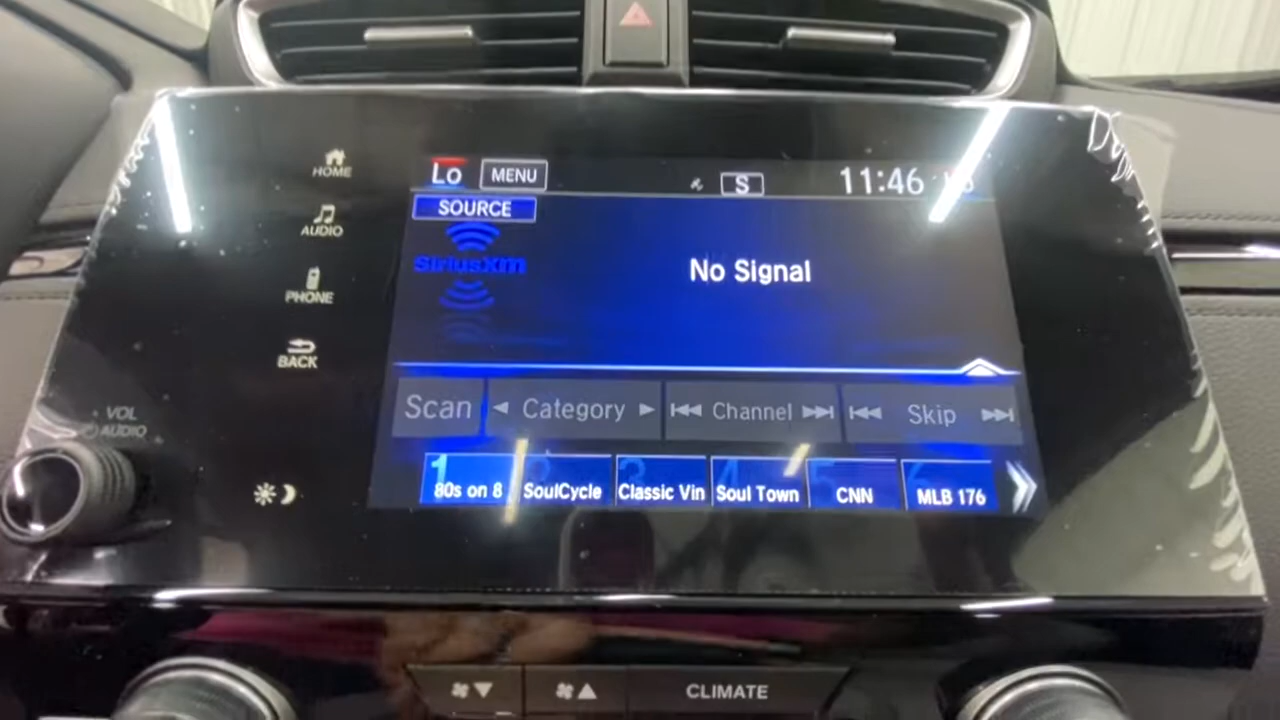 HOME
AUDIO
PHONE
BACK
VOL
AUDIO
Lo
MENU
S
11:46
SOURCE
siriusxm
No Signal
Scan
Category
Channel
Skip
1
80s on 8
2
SoulCycle
3
Classic Vin
4
Soul Town
5
CNN
6
MLB 176
CLIMATE